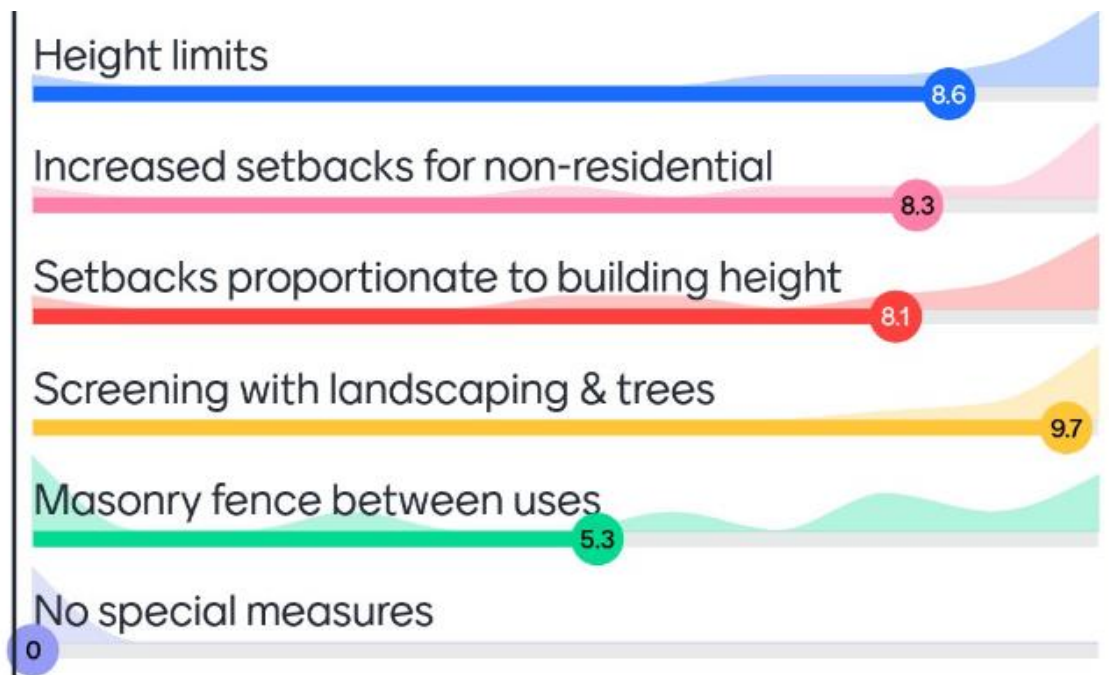 Height limits
8.6
Increased setbacks for non-residential
8.3
Setbacks proportionate to building height
8.1
Screening with landscaping & trees
9.7
Masonry fence between uses
5.3
No special measures
0